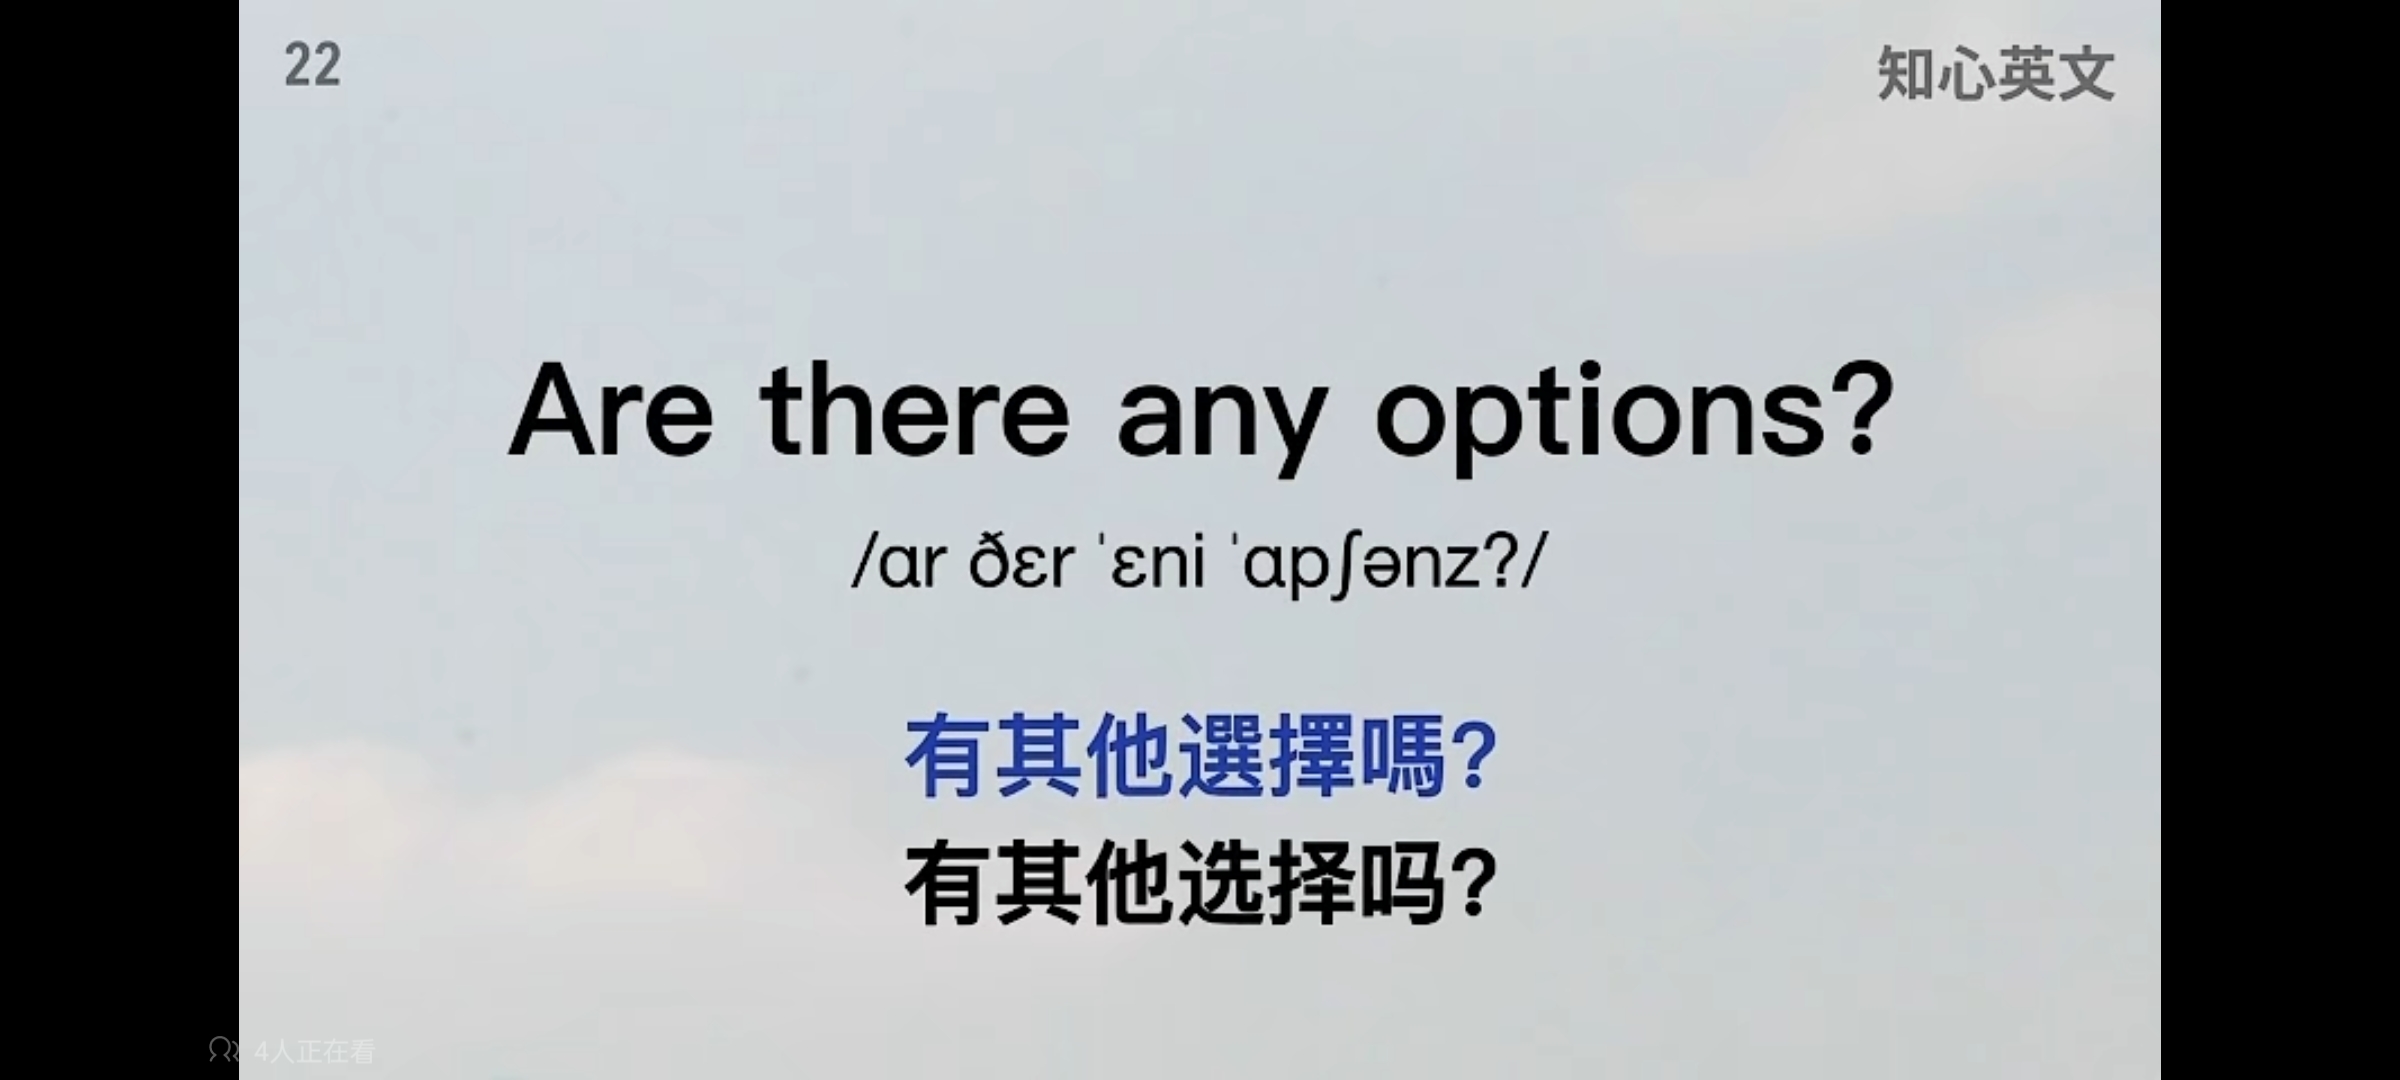 22
知心英文
Are there any options?
/ɑr ðɛr ˈɛni ˈɑpʃənz?/
有其他選擇嗎?
有其他选择吗?
4人正在看